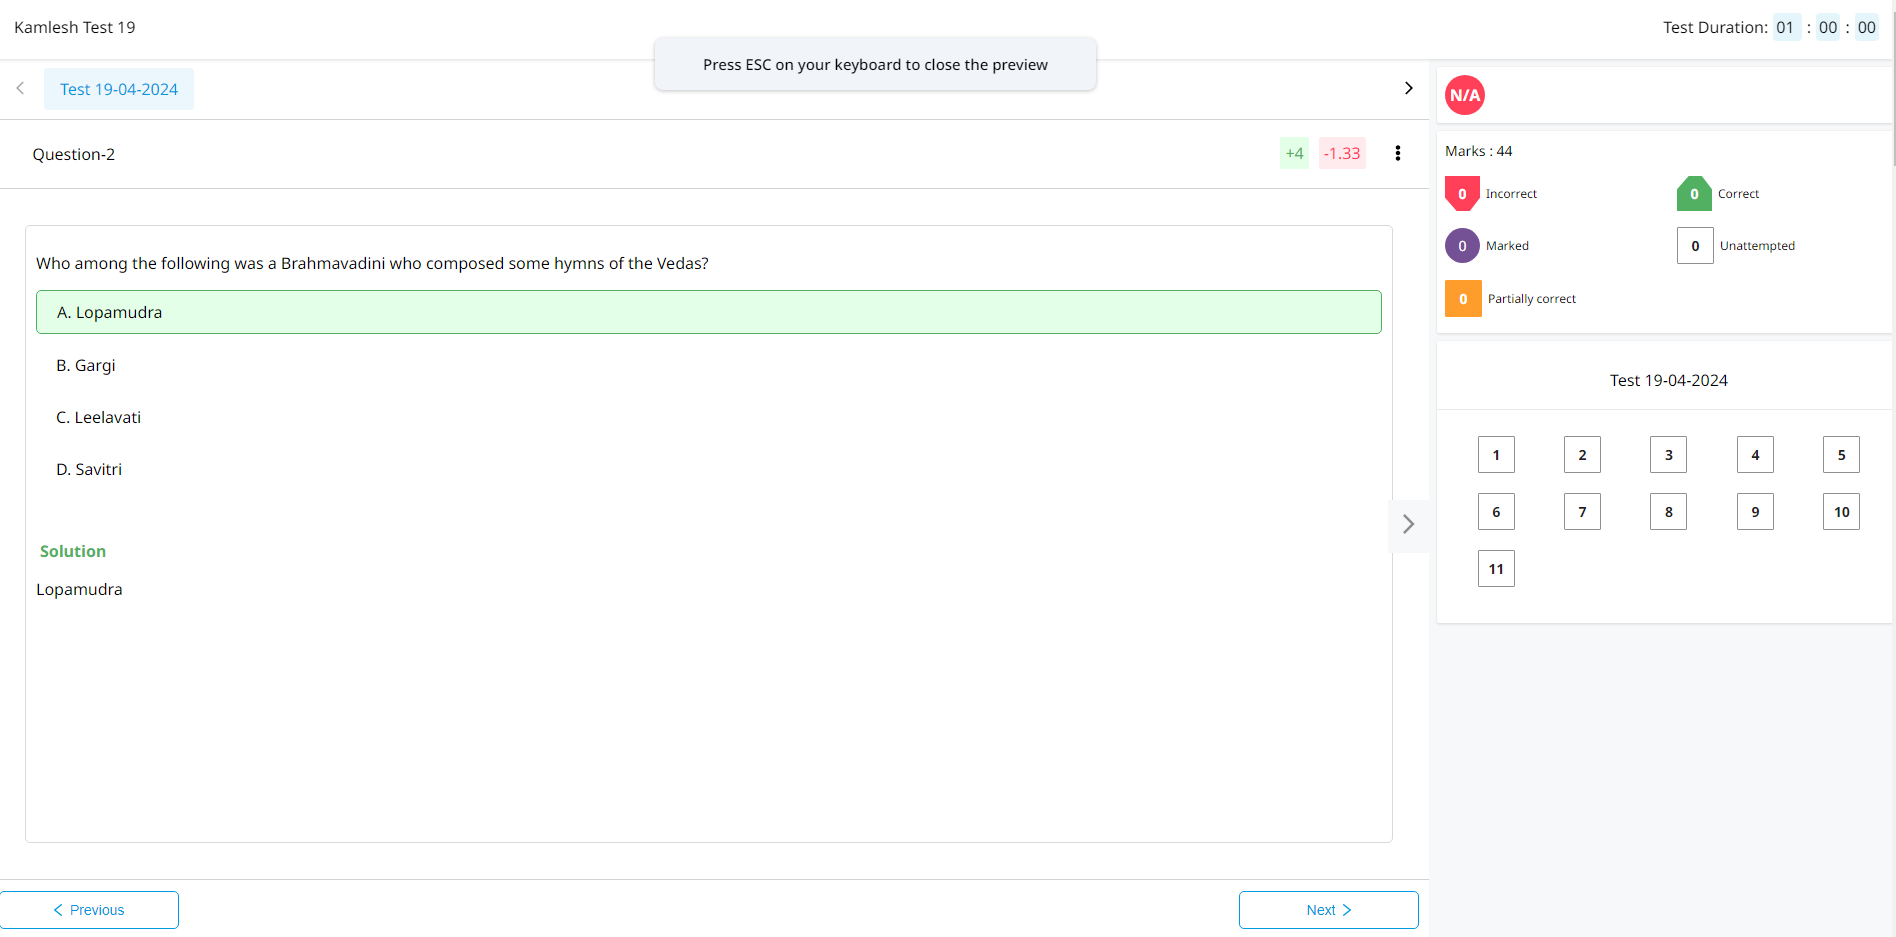 Kamlesh Test 19
Test Duration: 01 : 00 : 00
Press ESC on your keyboard to close the preview
Test 19-04-2024
Question-2
+4 -1.33
Who among the following was a Brahmavadini who composed some hymns of the Vedas?
A. Lopamudra
B. Gargi
C. Leelavati
D. Savitri
Solution
Lopamudra
Previous
Next
N/A
Marks : 44
0 Incorrect
0 Correct
0 Marked
0 Unattempted
0 Partially correct
Test 19-04-2024
1 2 3 4 5
6 7 8 9 10
11